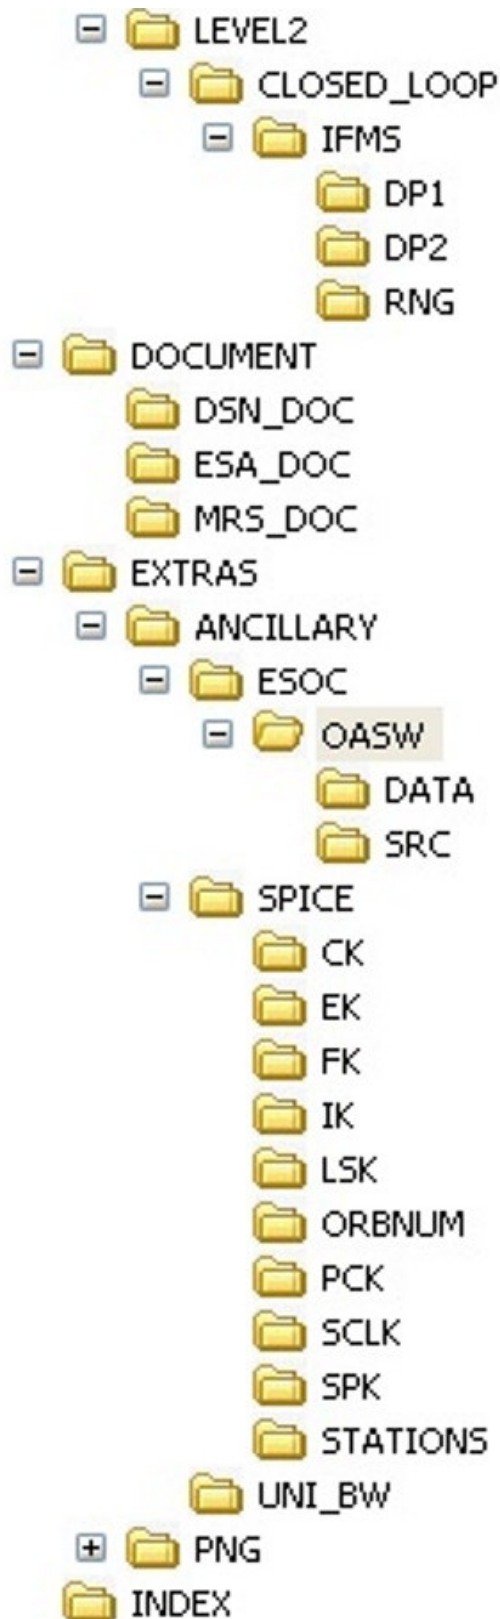 LEVEL2
CLOSED_LOOP
IFMS
DP1
DP2
RNG
DOCUMENT
DSN_DOC
ESA_DOC
MRS_DOC
EXTRAS
ANCILLARY
ESOC
OASW
DATA
SRC
SPICE
CK
EK
FK
IK
LSK
ORBNUM
PCK
SCLK
SPK
STATIONS
UNI_BW
PNG
INDEX